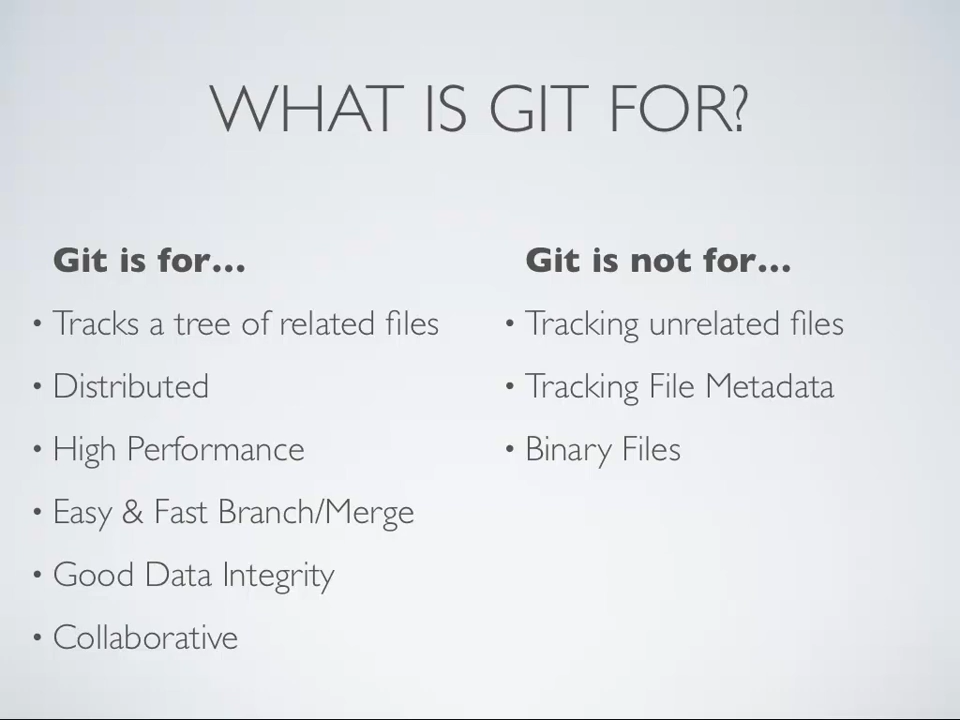 WHAT IS GIT FOR?
Git is for...
• Tracks a tree of related files
• Distributed
• High Performance
• Easy & Fast Branch/Merge
• Good Data Integrity
• Collaborative
Git is not for...
• Tracking unrelated files
• Tracking File Metadata
• Binary Files